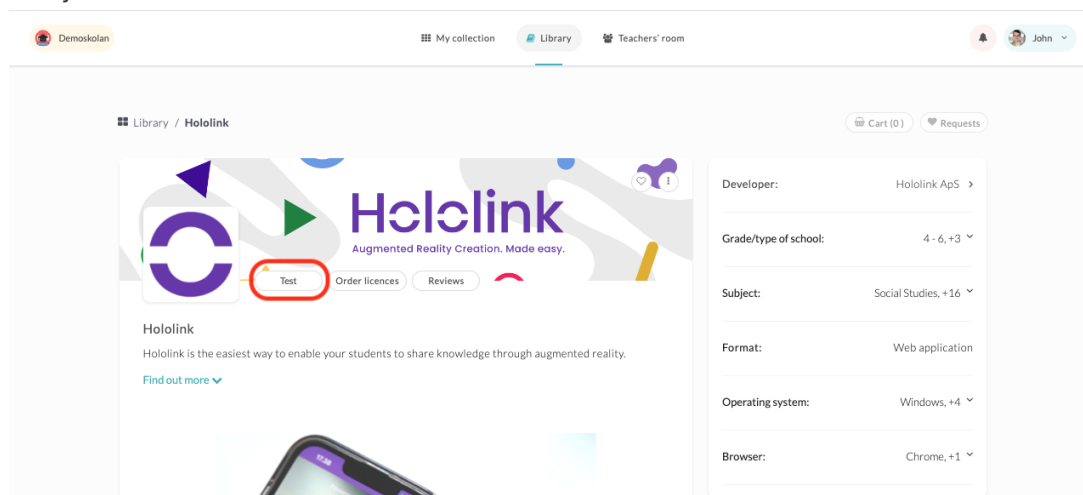 Demoskolan
My collection
Library
Teachers' room
John
Library / Hololink
Cart (0)
Requests
Hololink
Augmented Reality Creation. Made easy.
Test
Order licences
Reviews
Hololink
Hololink is the easiest way to enable your students to share knowledge through augmented reality.
Find out more
17:38
Developer: Hololink ApS
Grade/type of school: 4 - 6, +3
Subject: Social Studies, +16
Format: Web application
Operating system: Windows, +4
Browser: Chrome, +1